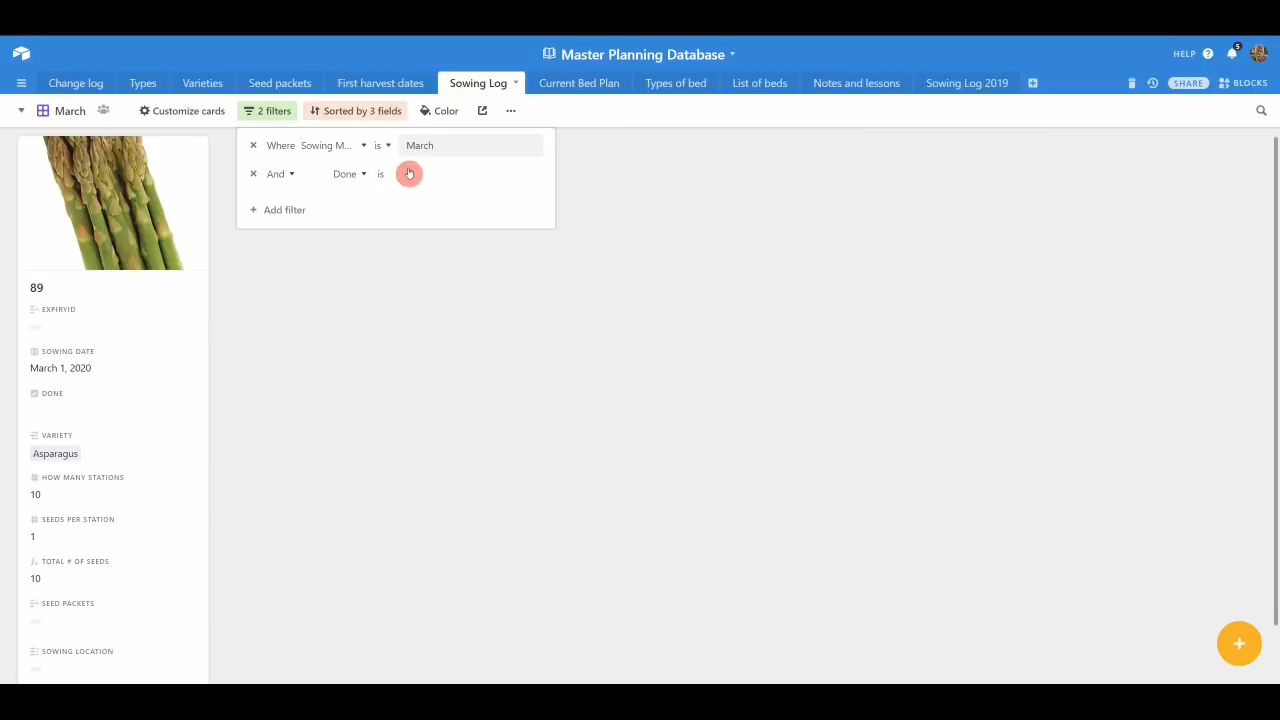 Master Planning Database
HELP
5
Change log
Types
Varieties
Seed packets
First harvest dates
Sowing Log
Current Bed Plan
Types of bed
List of beds
Notes and lessons
Sowing Log 2019
SHARE
BLOCKS
March
Customize cards
2 filters
Sorted by 3 fields
Color
Where Sowing M... is March
And Done is
+ Add filter
89
EXPIRYID
SOWING DATE
March 1, 2020
DONE
VARIETY
Asparagus
HOW MANY STATIONS
10
SEEDS PER STATION
1
TOTAL # OF SEEDS
10
SEED PACKETS
SOWING LOCATION